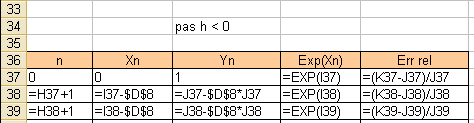 33
34 pas h < 0
35
36 n Xn Yn Exp(Xn) Err rel
37 0 0 1 =EXP(I37) =(K37-J37)/J37
38 =H37+1 =I37-$D$8 =J37-$D$8*J37 =EXP(I38) =(K38-J38)/K38
39 =H38+1 =I38-$D$8 =J38-$D$8*J38 =EXP(I39) =(K39-J39)/J39